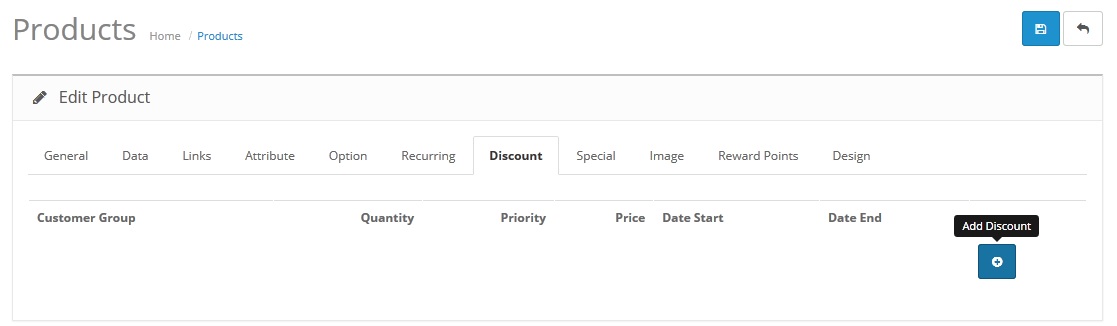 Products Home / Products
Edit Product
General Data Links Attribute Option Recurring Discount Special Image Reward Points Design
Customer Group Quantity Priority Price Date Start Date End
Add Discount